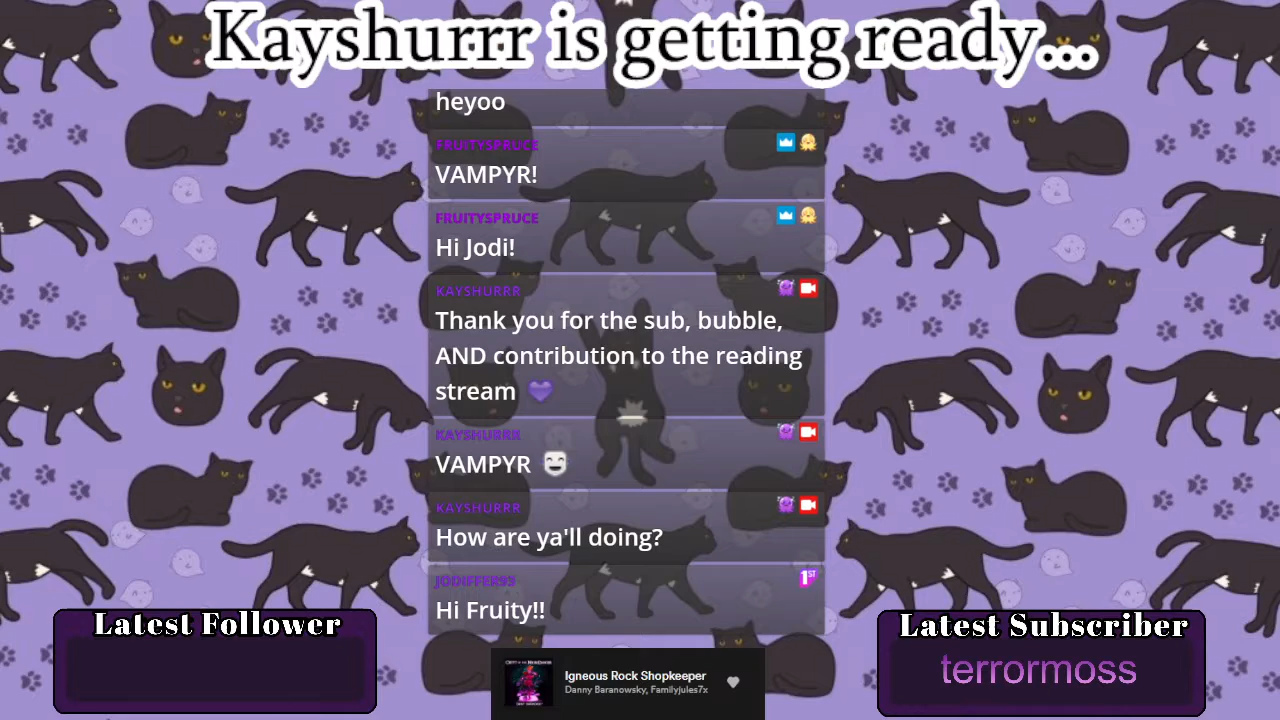 Kayshurrr is getting ready...
heyoo
FRUITYSPRUCE
VAMPYR!
FRUITYSPRUCE
Hi Jodi!
KAYSHURRR
Thank you for the sub, bubble,
AND contribution to the reading
stream
KAYSHURRR
VAMPYR
KAYSHURRR
How are ya'll doing?
JODIFFER93
1ST
Hi Fruity!!
Latest Follower
Latest Subscriber
terrormoss
Igneous Rock Shopkeeper
Danny Baranowsky, FamilyJules7x